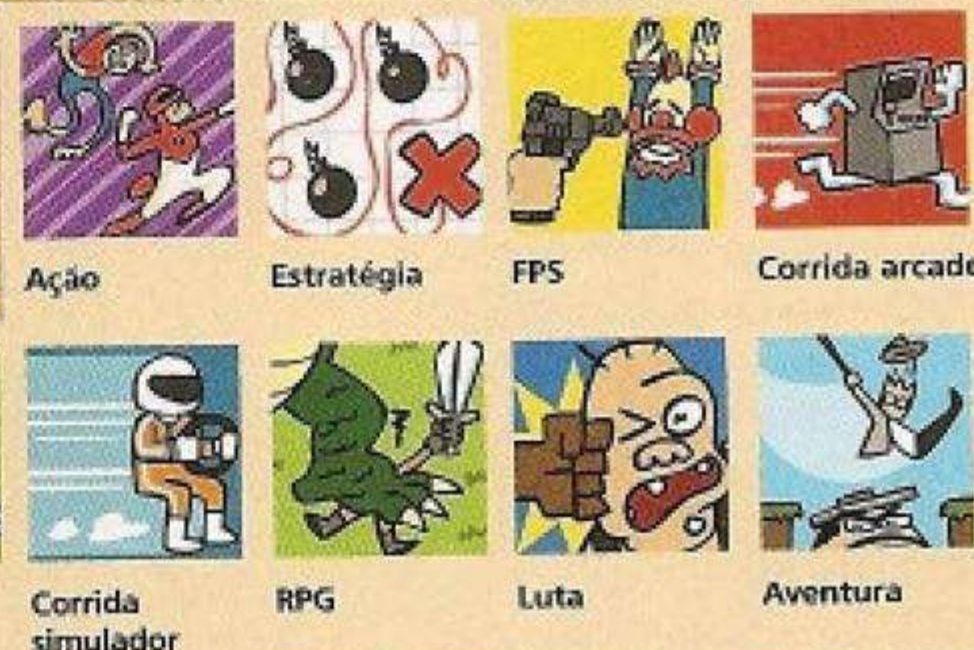 Ação
Estratégia
FPS
Corrida arcade
Corrida
simulador
RPG
Luta
Aventura